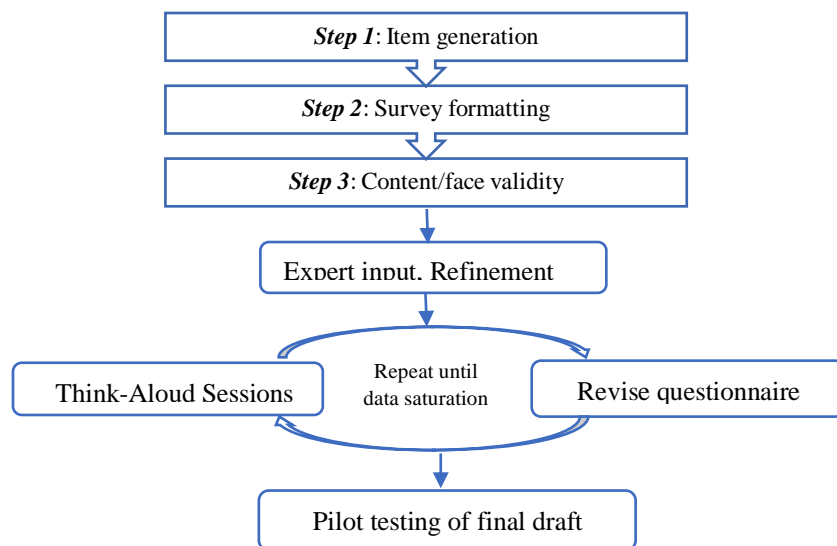 Step 1: Item generation
Step 2: Survey formatting
Step 3: Content/face validity
Expert input, Refinement
Repeat until
data saturation
Think-Aloud Sessions
Revise questionnaire
Pilot testing of final draft